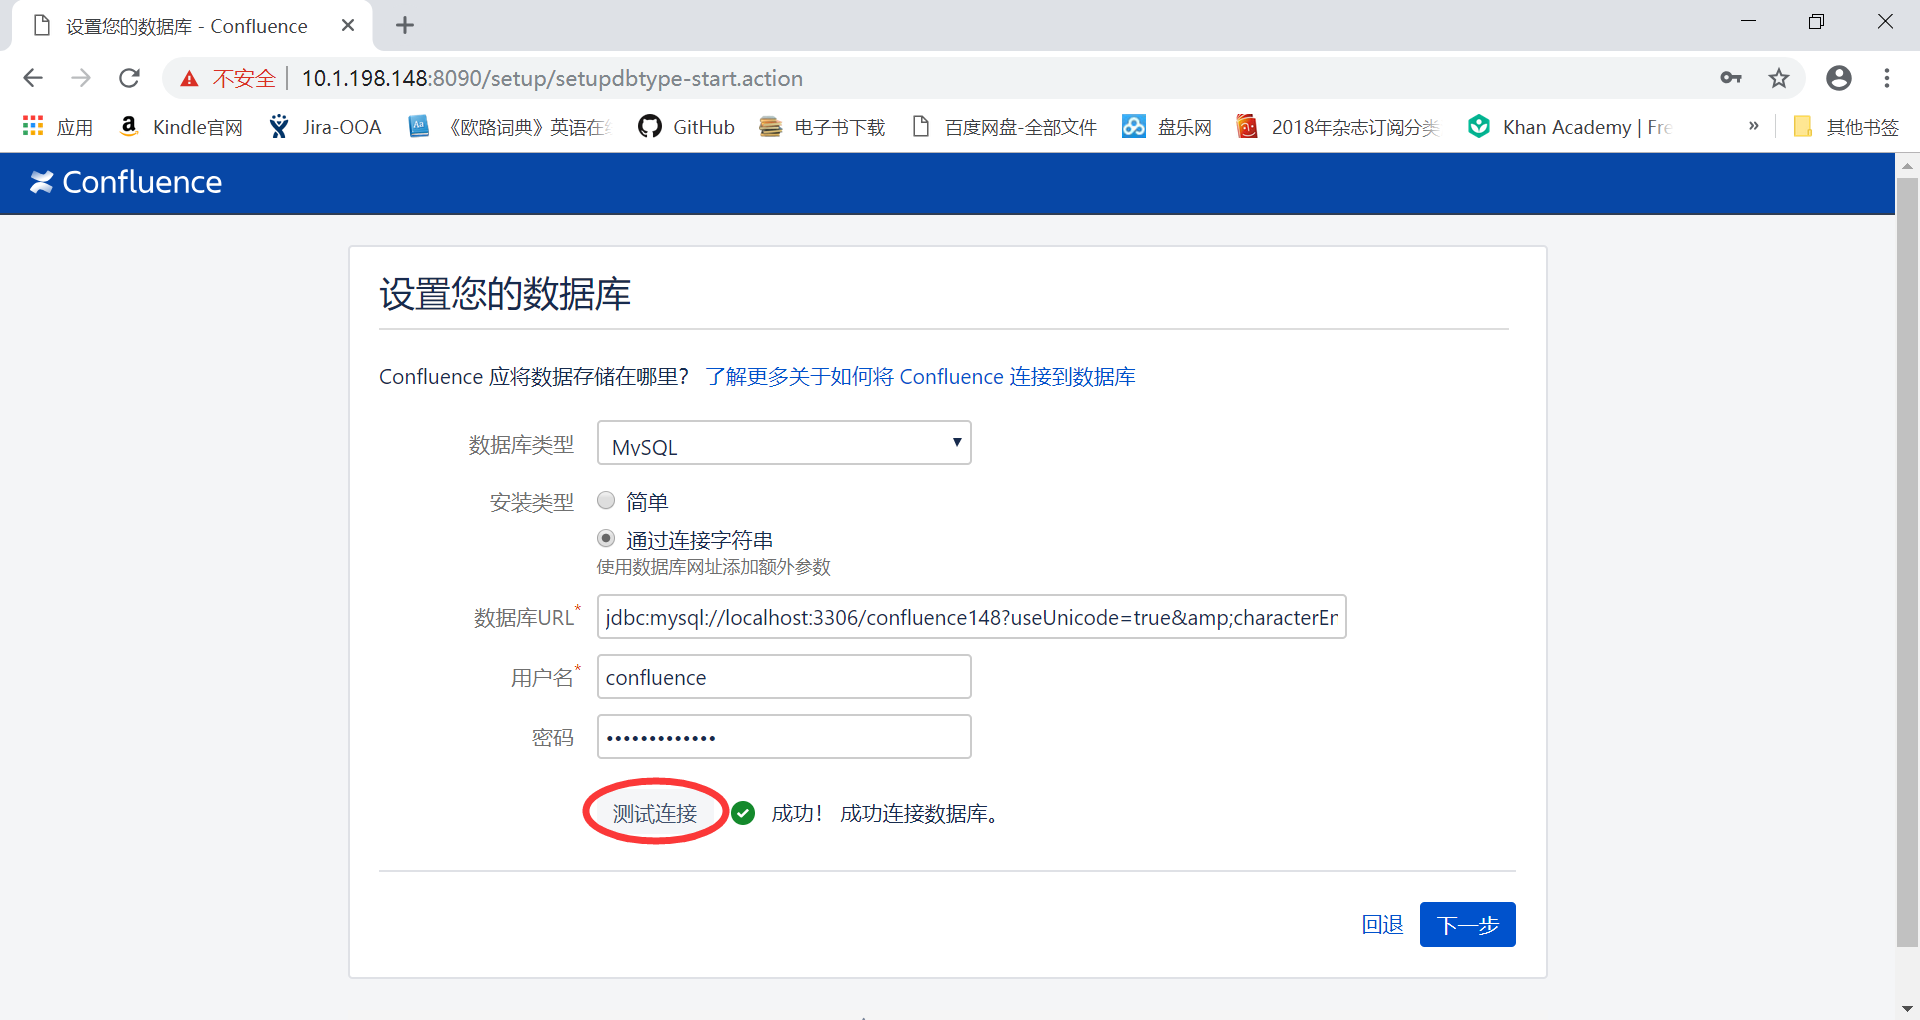 设置您的数据库 - Confluence
不安全 10.1.198.148:8090/setup/setupdbtype-start.action
应用 Kindle官网 Jira-OOA 《欧路词典》英语在 GitHub 电子书下载 百度网盘-全部文件 盘乐网 2018年杂志订阅分类 Khan Academy | Fre » 其他书签
Confluence
设置您的数据库
Confluence 应将数据存储在哪里? 了解更多关于如何将 Confluence 连接到数据库
数据库类型 MySQL
安装类型 简单
通过连接字符串
使用数据库网址添加额外参数
数据库URL* jdbc:mysql://localhost:3306/confluence148?useUnicode=true&amp;characterEr
用户名* confluence
密码 •••••••••••••
测试连接 成功! 成功连接数据库。
回退 下一步